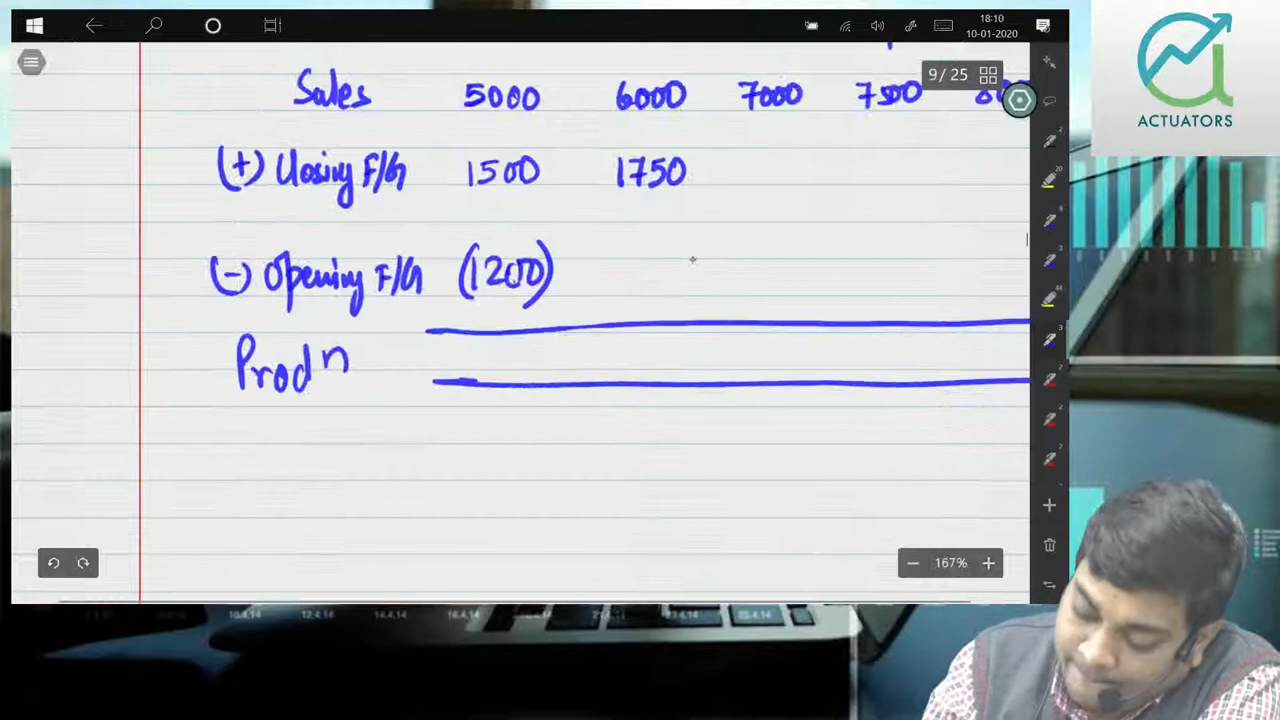 18:10
10-01-2020
9 / 25
Sales 5000 6000 7000 7500
(+) Closing F/G 1500 1750
(-) Opening F/G (1200)
Prodn
167%
ACTUATORS